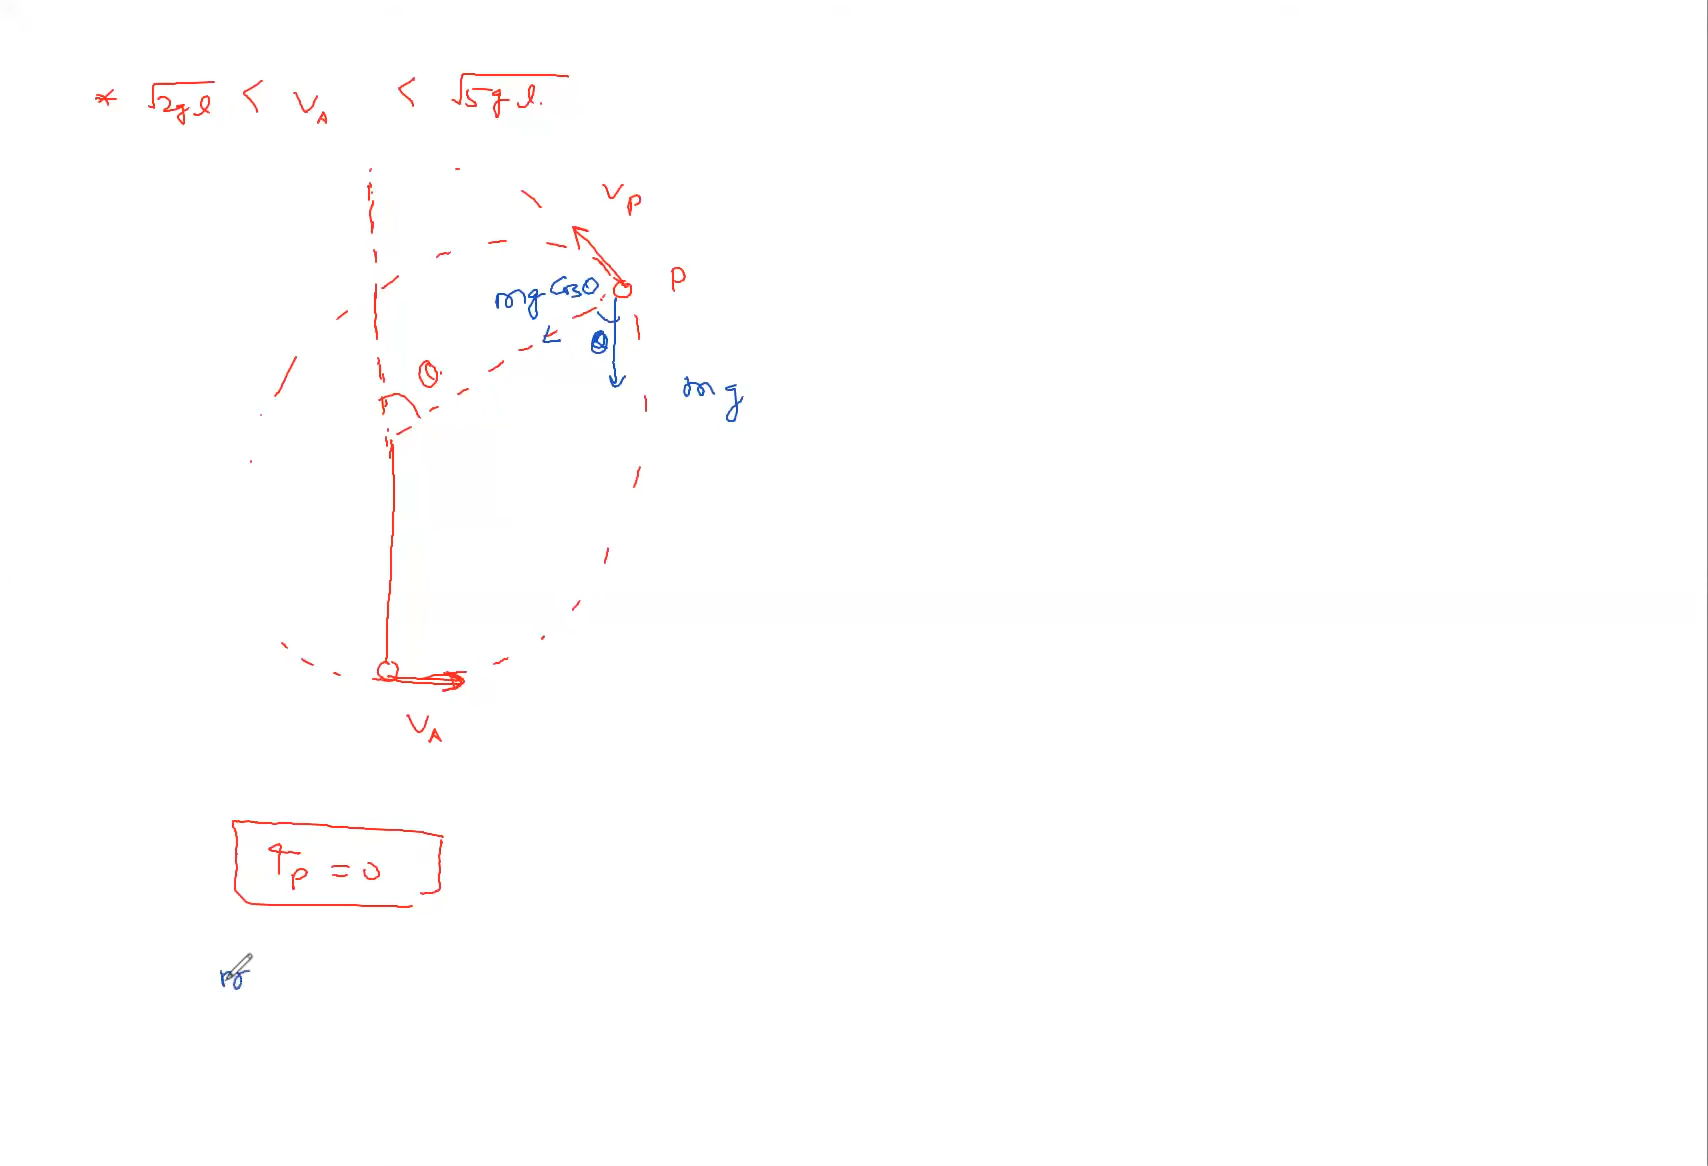 * √2gl < V_A < √5gl.
V_P
P
mg Cosθ
θ
θ.
mg
V_A
T_P = 0